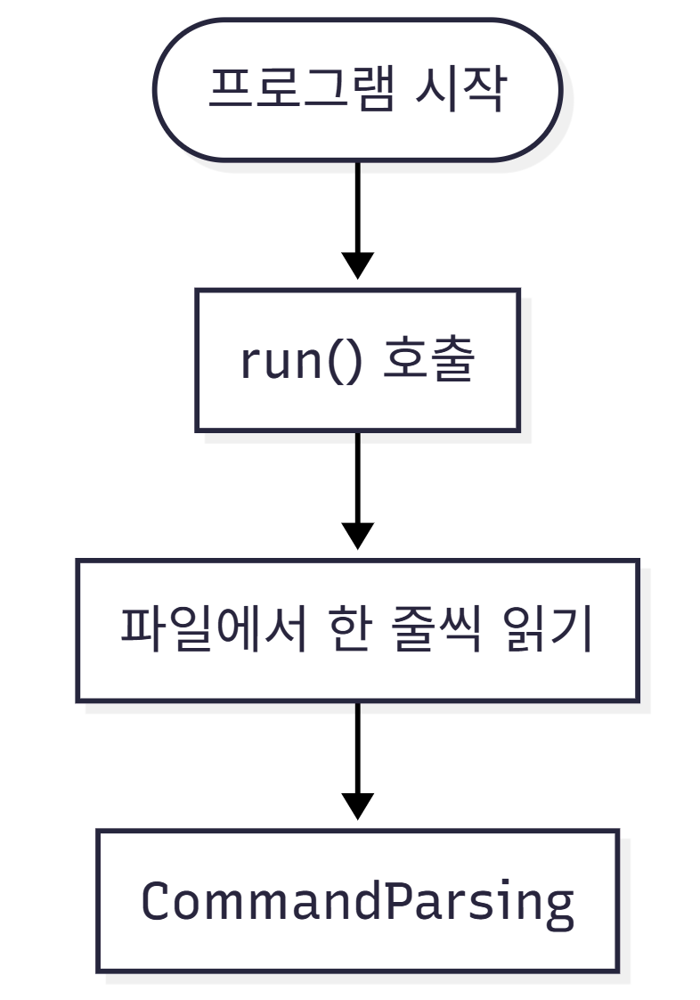 프로그램 시작
run() 호출
파일에서 한 줄씩 읽기
CommandParsing